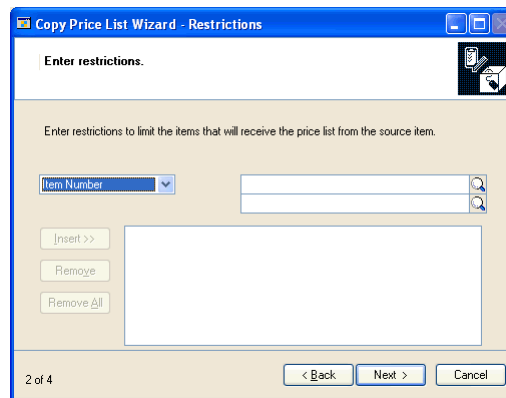 Copy Price List Wizard - Restrictions
Enter restrictions.
Enter restrictions to limit the items that will receive the price list from the source item.
Item Number
Insert >>
Remove
Remove All
2 of 4
< Back
Next >
Cancel